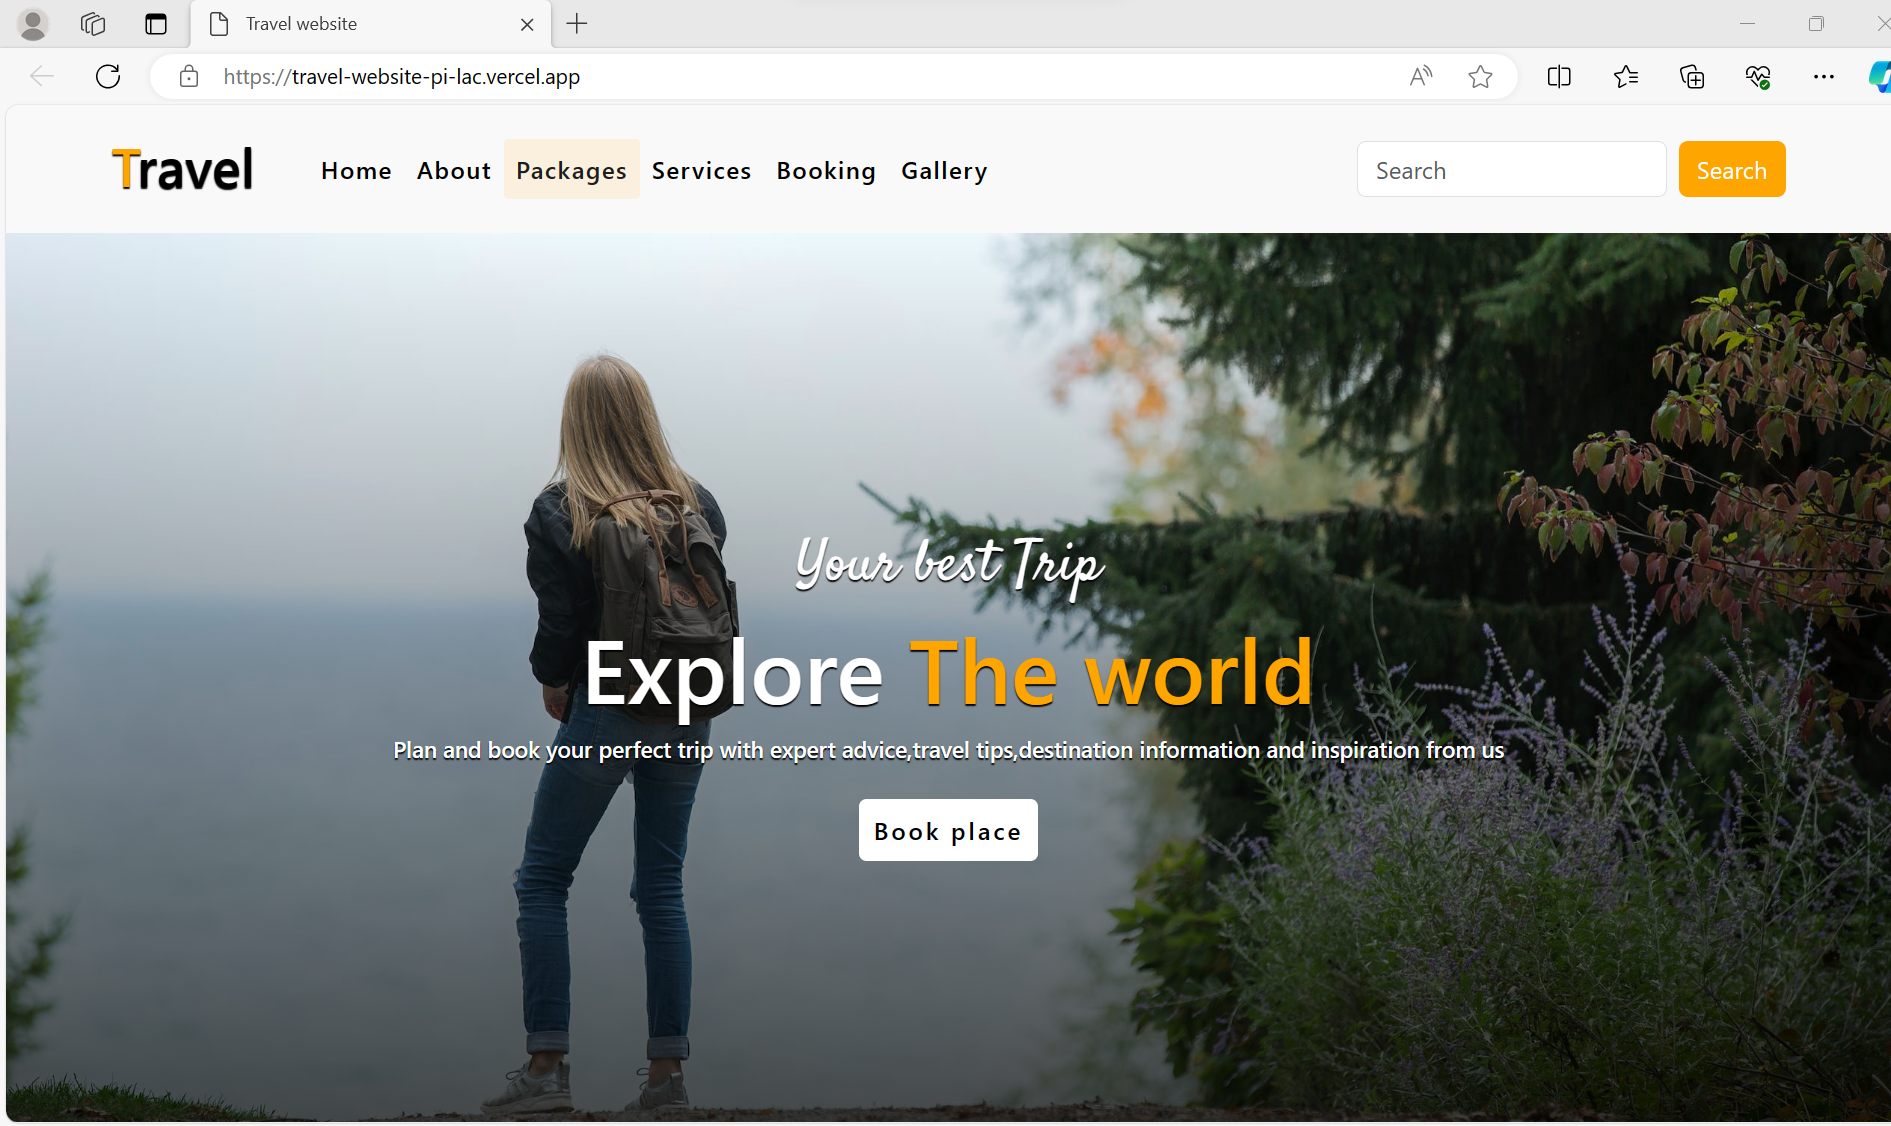 Travel website
https://travel-website-pi-lac.vercel.app
Travel Home About Packages Services Booking Gallery Search Search
Your best Trip
Explore The world
Plan and book your perfect trip with expert advice,travel tips,destination information and inspiration from us
Book place